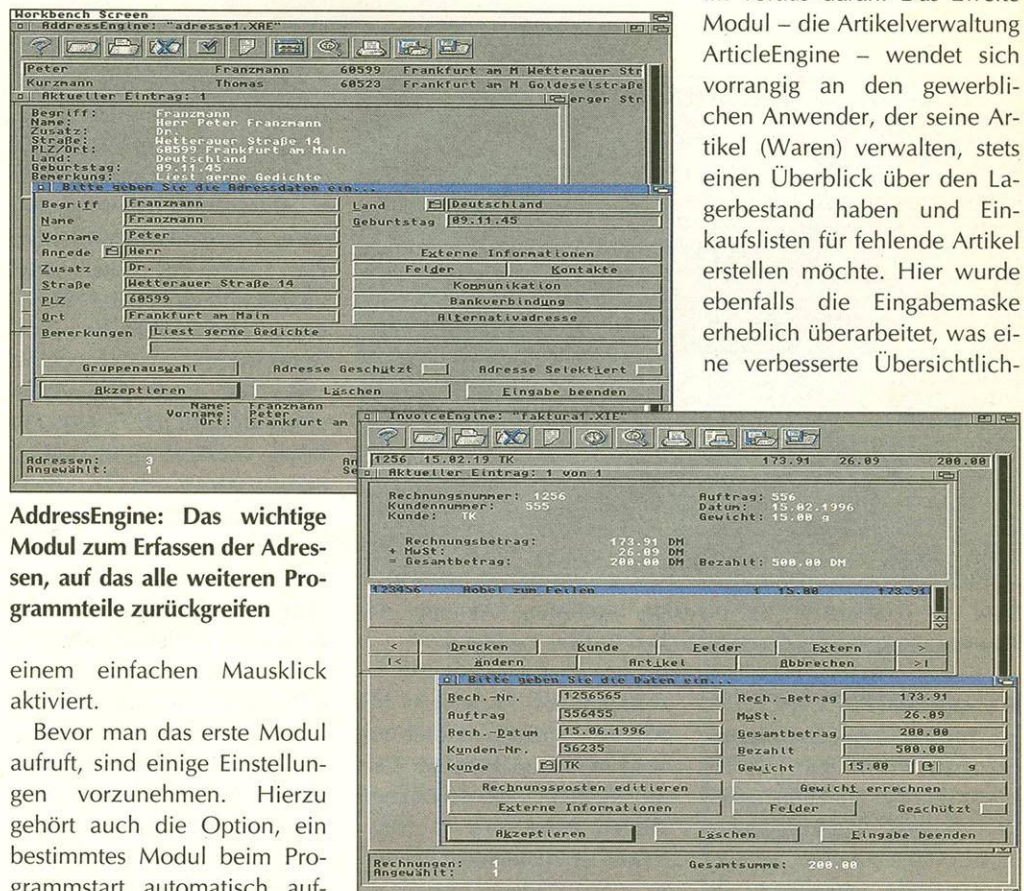 Workbench Screen
AddressEngine: "adresse1.XAE"
Peter Franzmann 60599 Frankfurt am M Wetterauer Str
Kurzmann Thomas 60523 Frankfurt am M Goldeselstraße
Aktueller Eintrag: 1
erger Str
Begriff: Franzmann
Name: Herr Peter Franzmann
Zusatz: Dr.
Straße: Wetterauer Straße 14
PLZ/Ort: 60599 Frankfurt am Main
Land: Deutschland
Geburtstag: 09.11.45
Bemerkung: Liest gerne Gedichte
Bitte geben Sie die Adressdaten ein...
Begriff Franzmann Land Deutschland
Name Franzmann Geburtstag 09.11.45
Vorname Peter
Anrede Herr Externe Informationen
Zusatz Dr. Felder Kontakte
Straße Wetterauer Straße 14 Kommunikation
PLZ 60599 Bankverbindung
Ort Frankfurt am Main Alternativadresse
Bemerkungen Liest gerne Gedichte
Gruppenauswahl Adresse Geschützt Adresse Selektiert
Akzeptieren Löschen Eingabe beenden
Name: Franzmann
Vorname: Peter
Ort: Frankfurt am
Adressen: 3
Angewählt: 1
AddressEngine: Das wichtige
Modul zum Erfassen der Adres-
sen, auf das alle weiteren Pro-
grammteile zurückgreifen
einem einfachen Mausklick
aktiviert.
Bevor man das erste Modul
aufruft, sind einige Einstellun-
gen vorzunehmen. Hierzu
gehört auch die Option, ein
bestimmtes Modul beim Pro-
grammstart automatisch auf-
Modul – die Artikelverwaltung
ArticleEngine – wendet sich
vorrangig an den gewerbli-
chen Anwender, der seine Ar-
tikel (Waren) verwalten, stets
einen Überblick über den La-
gerbestand haben und Ein-
kaufslisten für fehlende Artikel
erstellen möchte. Hier wurde
ebenfalls die Eingabemaske
erheblich überarbeitet, was ei-
ne verbesserte Übersichtlich-
InvoiceEngine: "faktura1.XIE"
1256 15.02.19 TK 173.91 26.09 200.00
Aktueller Eintrag: 1 von 1
Rechnungsnummer: 1256 Auftrag: 556
Kundennummer: 555 Datum: 15.02.1996
Kunde: TK Gewicht: 15.00 g
Rechnungsbetrag: 173.91 DM
+ MwSt: 26.09 DM
= Gesamtbetrag: 200.00 DM Bezahlt: 500.00 DM
123456 Hobel zum Feilen 1 15.00 173.91
< Drucken Kunde Felder Extern >
|< ändern Artikel Abbrechen >|
Bitte geben Sie die Daten ein...
Rech.-Nr. 1256565 Rech.-Betrag 173.91
Auftrag 556455 MwSt. 26.09
Rech.-Datum 15.06.1996 Gesamtbetrag 200.00
Kunden-Nr. 56235 Bezahlt 500.00
Kunde TK Gewicht 15.00 g
Rechnungsposten editieren Gewicht errechnen
Externe Informationen Felder Geschützt
Akzeptieren Löschen Eingabe beenden
Rechnungen: 1 Gesamtsumme: 200.00
Angewählt: 1